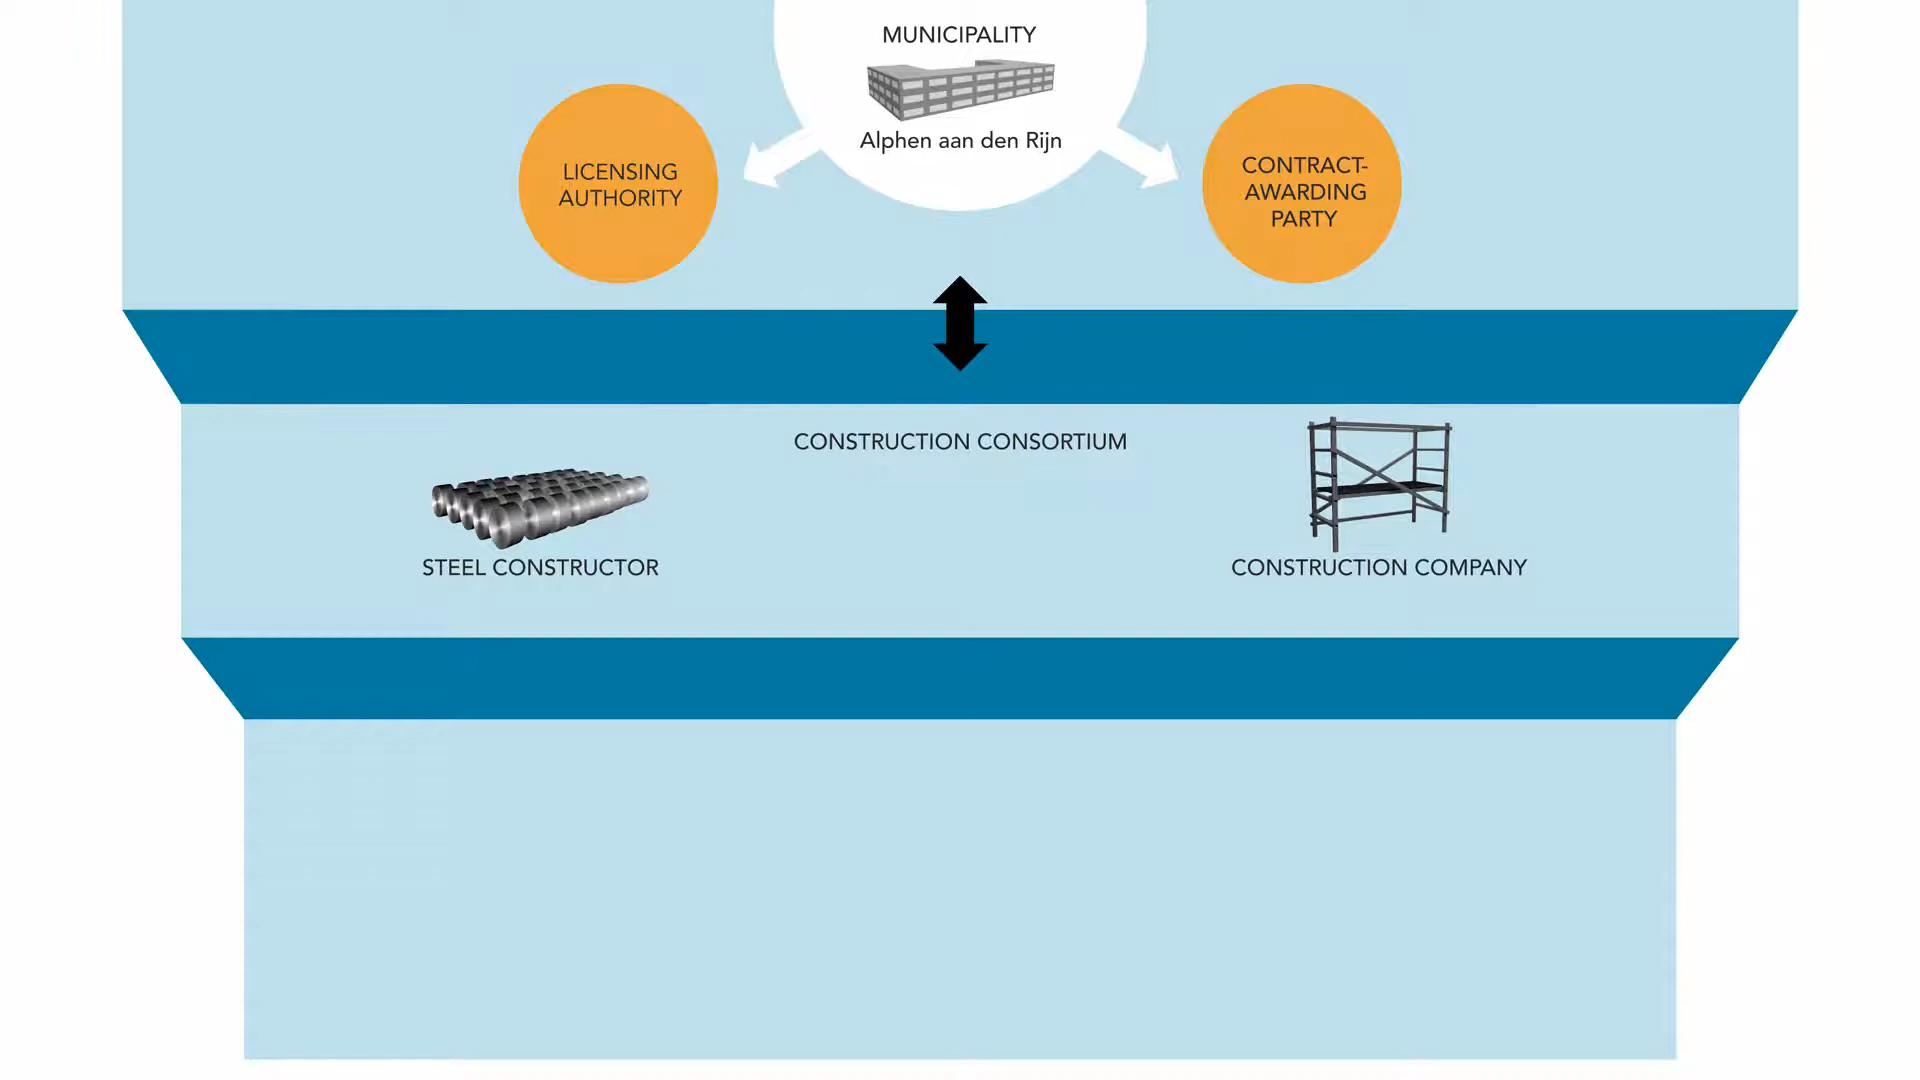 MUNICIPALITY
Alphen aan den Rijn
LICENSING
AUTHORITY
CONTRACT-
AWARDING
PARTY
CONSTRUCTION CONSORTIUM
STEEL CONSTRUCTOR
CONSTRUCTION COMPANY